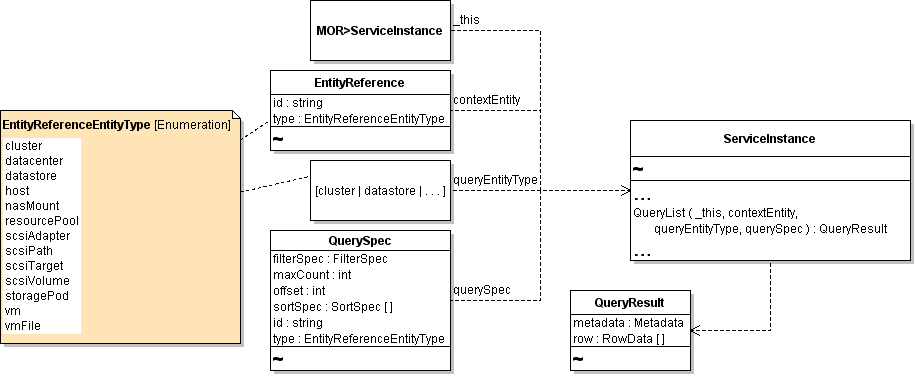 MOR>ServiceInstance
_this
EntityReference
id : string
type : EntityReferenceEntityType
~
contextEntity
EntityReferenceEntityType [Enumeration]
cluster
datacenter
datastore
host
nasMount
resourcePool
scsiAdapter
scsiPath
scsiTarget
scsiVolume
storagePod
vm
vmFile
[cluster | datastore | . . . ]
queryEntityType
QuerySpec
filterSpec : FilterSpec
maxCount : int
offset : int
sortSpec : SortSpec [ ]
id : string
type : EntityReferenceEntityType
~
querySpec
ServiceInstance
~
...
QueryList ( _this, contextEntity,
queryEntityType, querySpec ) : QueryResult
...
QueryResult
metadata : Metadata
row : RowData [ ]
~